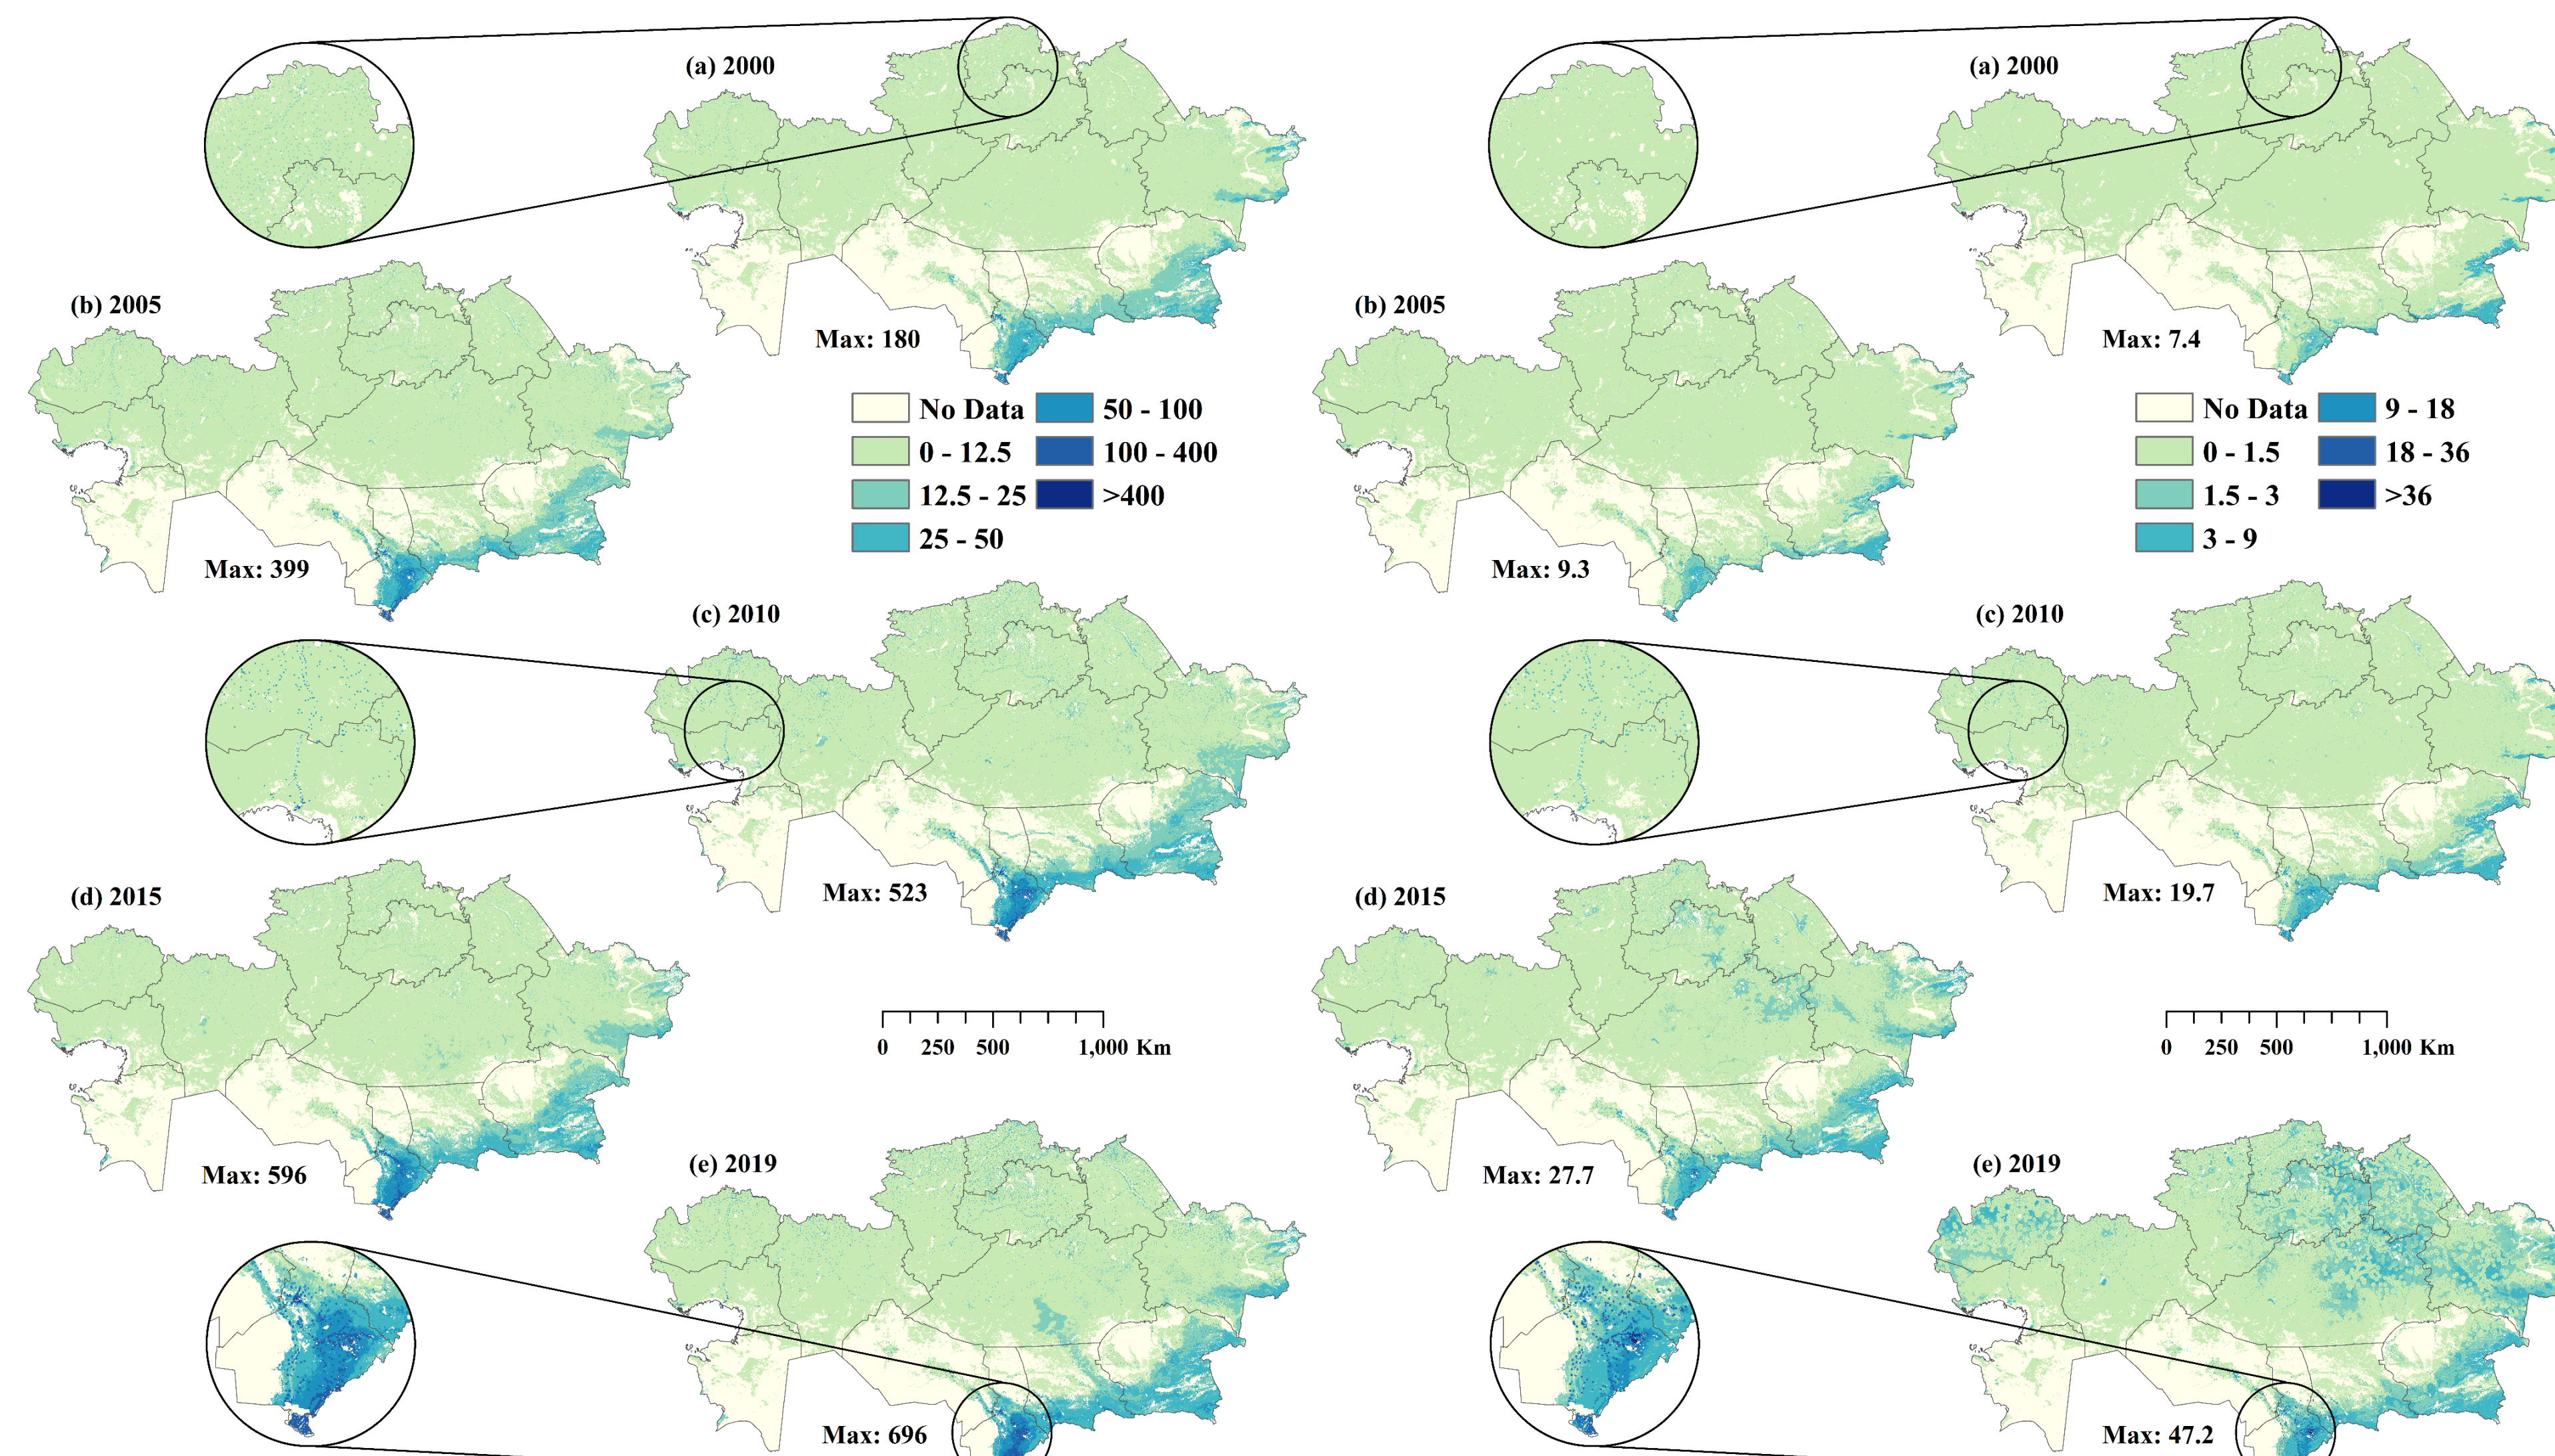 (a) 2000
Max: 180
(b) 2005
Max: 399
No Data
0 - 12.5
12.5 - 25
25 - 50
50 - 100
100 - 400
>400
(c) 2010
Max: 523
(d) 2015
Max: 596
0 250 500 1,000 Km
(e) 2019
Max: 696
(a) 2000
Max: 7.4
(b) 2005
Max: 9.3
No Data
0 - 1.5
1.5 - 3
3 - 9
9 - 18
18 - 36
>36
(c) 2010
Max: 19.7
(d) 2015
Max: 27.7
0 250 500 1,000 Km
(e) 2019
Max: 47.2